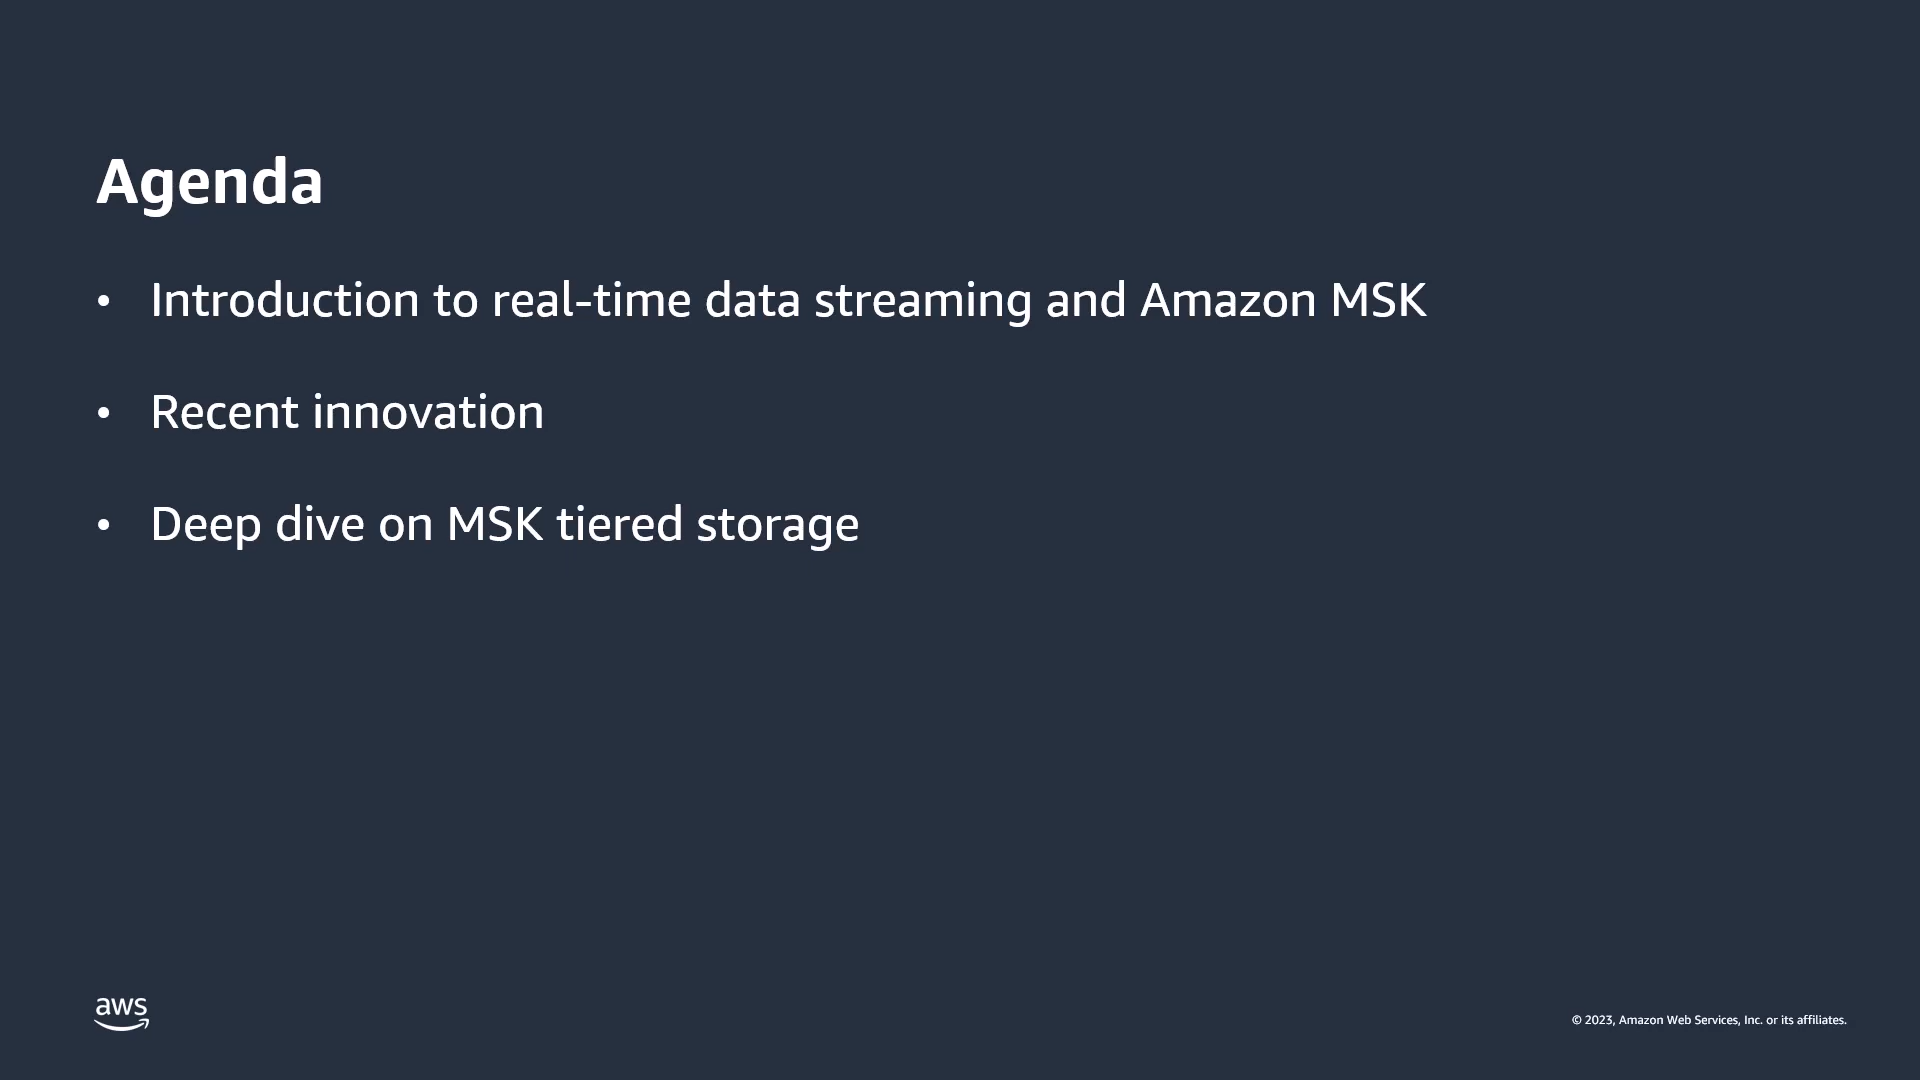 Agenda
• Introduction to real-time data streaming and Amazon MSK
• Recent innovation
• Deep dive on MSK tiered storage
aws
© 2023, Amazon Web Services, Inc. or its affiliates.